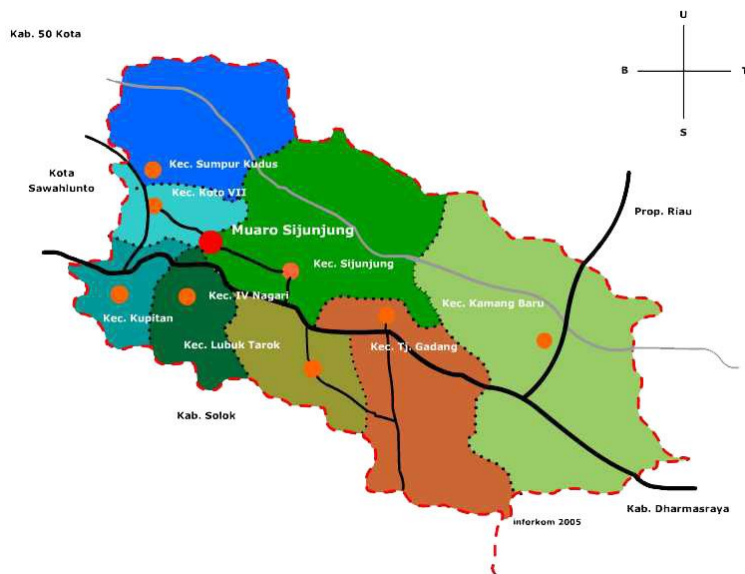 U
Kab. 50 Kota
B
T
S
Kec. Sumpur Kudus
Kota
Sawahlunto
Kec. Koto VII
Prop. Riau
Muaro Sijunjung
Kec. Sijunjung
Kec. IV Nagari
Kec. Kamang Baru
Kec. Kupitan
Kec. Lubuk Tarok
Kec. Tj. Gadang
Kab. Solok
inforkom 2005
Kab. Dharmasraya